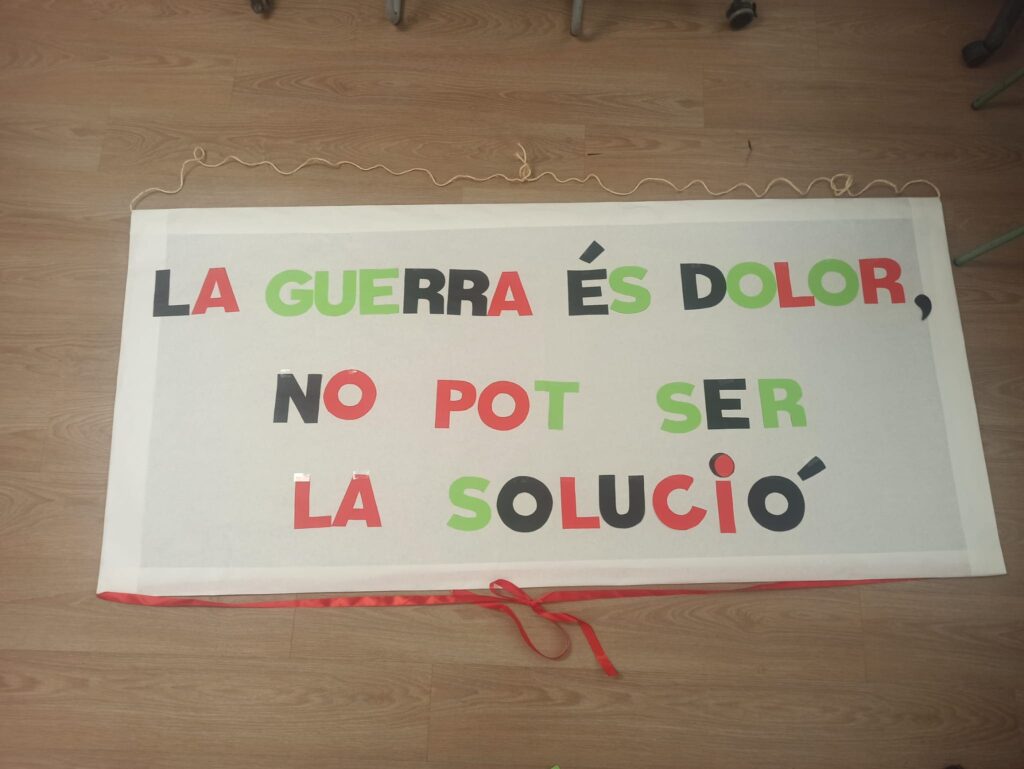 LA GUERRA ÉS DOLOR,
NO POT SER
LA SOLUCiÓ